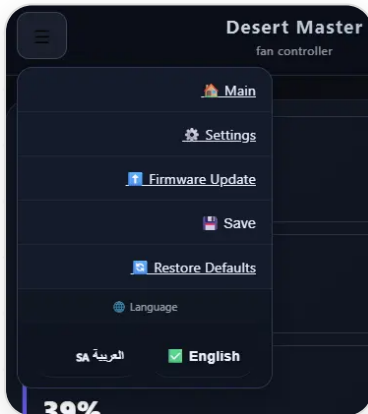 Desert Master
fan controller
Main
Settings
Firmware Update
Save
Restore Defaults
Language
العربية SA
English
39%